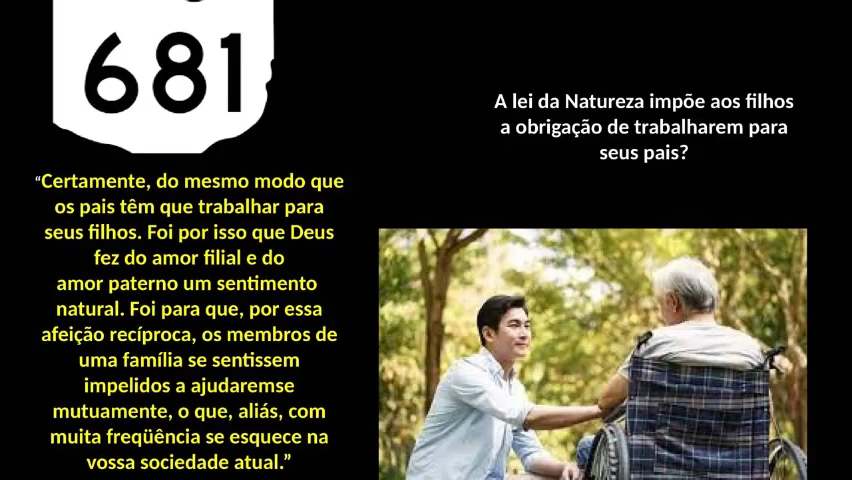 681
A lei da Natureza impõe aos filhos
a obrigação de trabalharem para
seus pais?
“Certamente, do mesmo modo que
os pais têm que trabalhar para
seus filhos. Foi por isso que Deus
fez do amor filial e do
amor paterno um sentimento
natural. Foi para que, por essa
afeição recíproca, os membros de
uma família se sentissem
impelidos a ajudaremse
mutuamente, o que, aliás, com
muita freqüência se esquece na
vossa sociedade atual.”